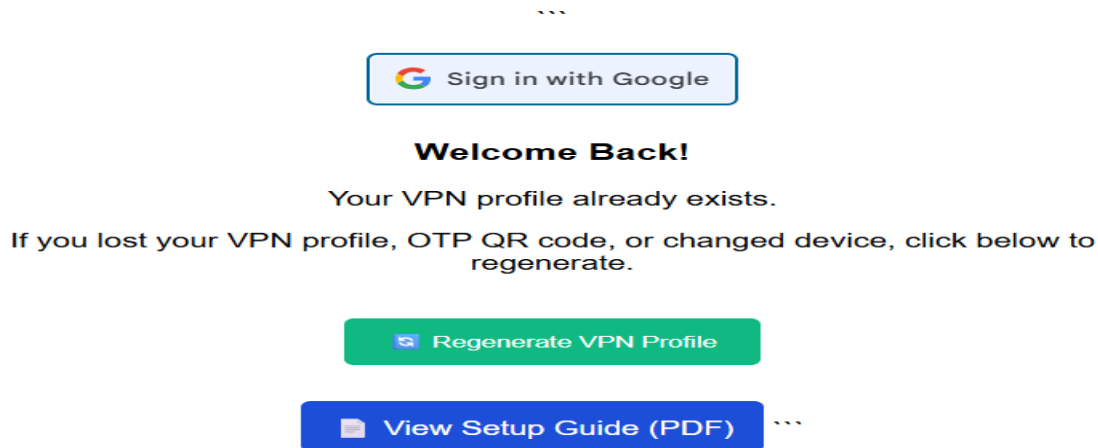 ```
Sign in with Google
Welcome Back!
Your VPN profile already exists.
If you lost your VPN profile, OTP QR code, or changed device, click below to
regenerate.
🔄 Regenerate VPN Profile
📄 View Setup Guide (PDF) ```